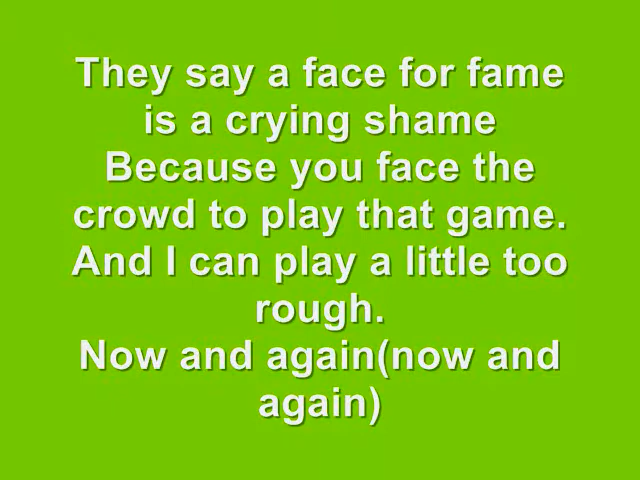 They say a face for fame
is a crying shame
Because you face the
crowd to play that game.
And I can play a little too
rough.
Now and again(now and
again)